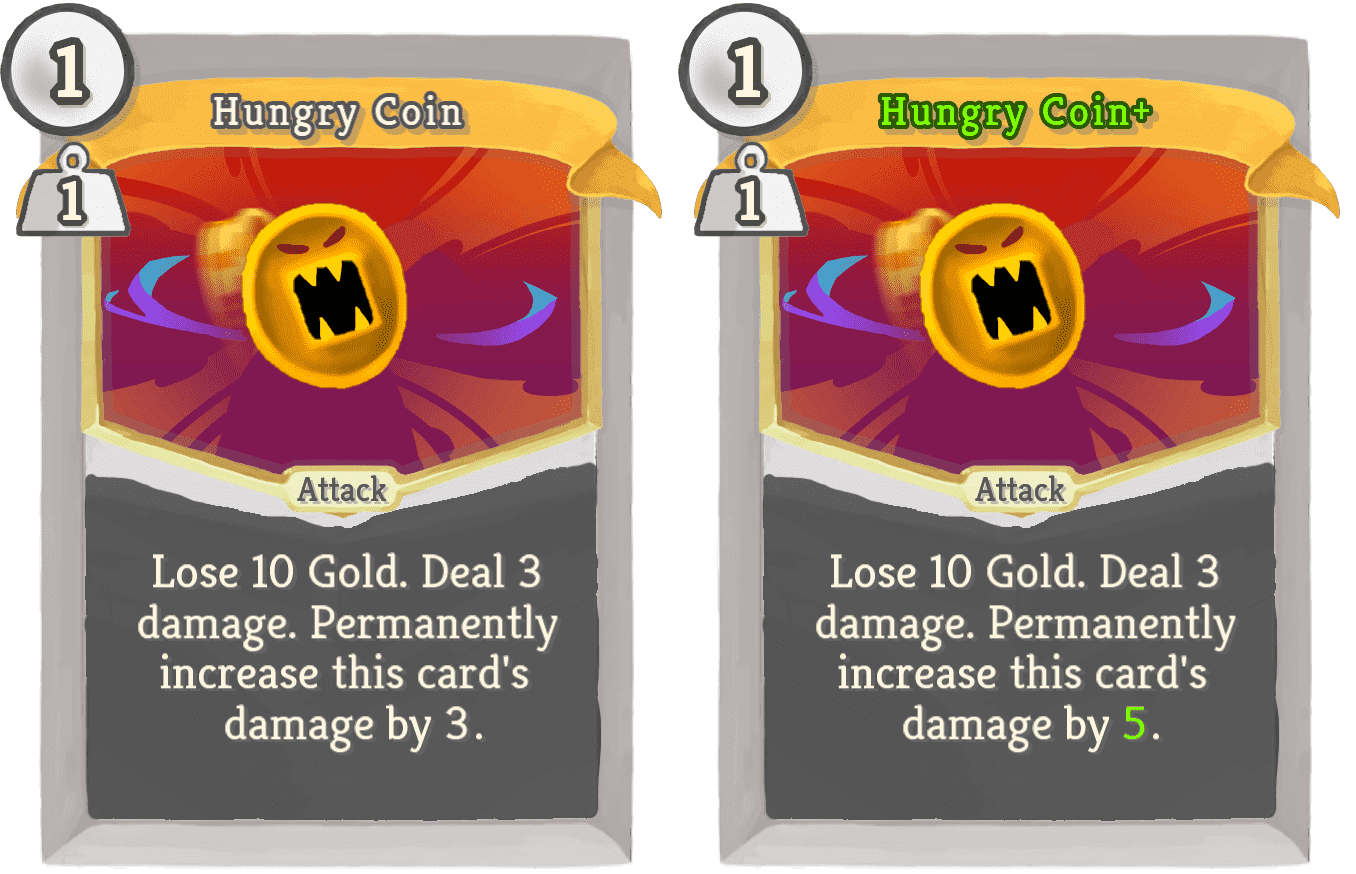 1
Hungry Coin
1
Attack
Lose 10 Gold. Deal 3
damage. Permanently
increase this card's
damage by 3.
1
Hungry Coin+
1
Attack
Lose 10 Gold. Deal 3
damage. Permanently
increase this card's
damage by 5.